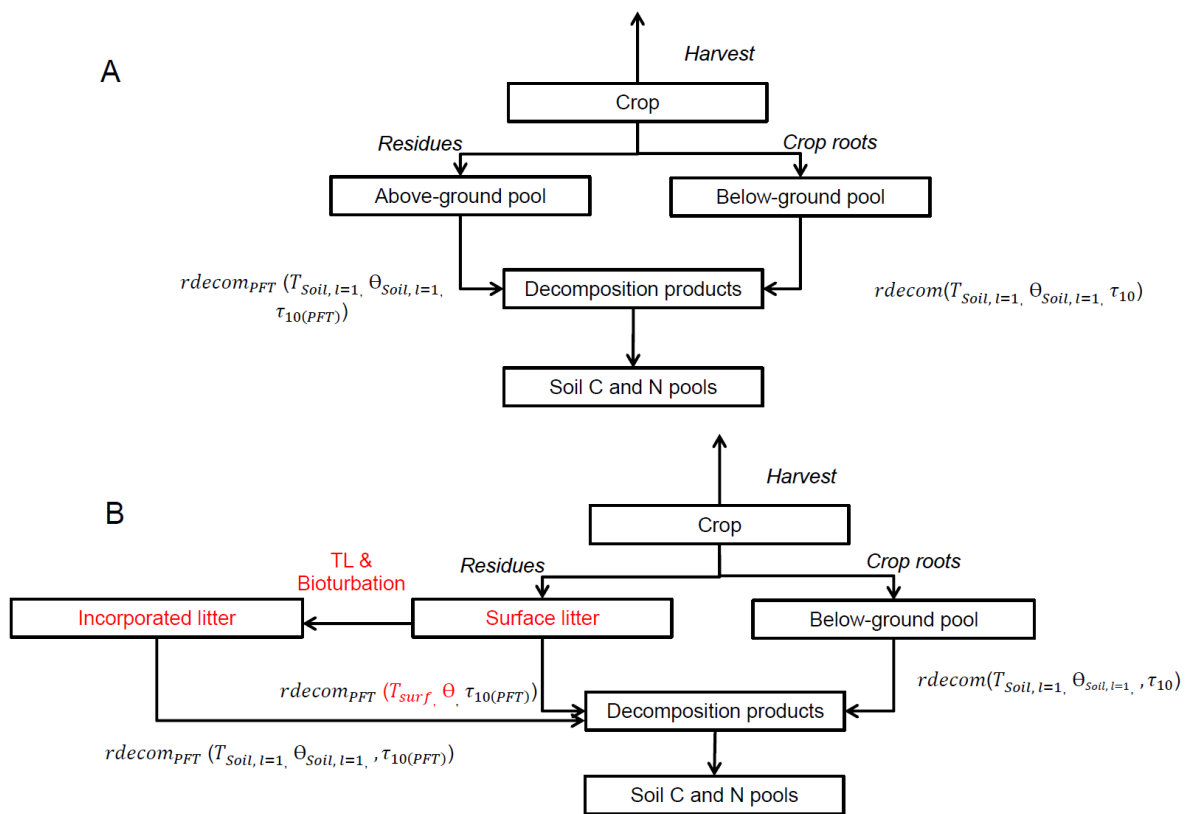 A
Harvest
Crop
Residues
Crop roots
Above-ground pool
Below-ground pool
rdecom_PFT (T_Soil, l=1, Θ_Soil, l=1,
τ_10(PFT))
Decomposition products
rdecom(T_Soil, l=1, Θ_Soil, l=1, τ_10)
Soil C and N pools
B
Harvest
Crop
TL &
Bioturbation
Residues
Crop roots
Incorporated litter
Surface litter
Below-ground pool
rdecom_PFT (T_surf, Θ, τ_10(PFT))
rdecom(T_Soil, l=1, Θ_Soil, l=1, , τ_10)
Decomposition products
rdecom_PFT (T_Soil, l=1, Θ_Soil, l=1, , τ_10(PFT))
Soil C and N pools